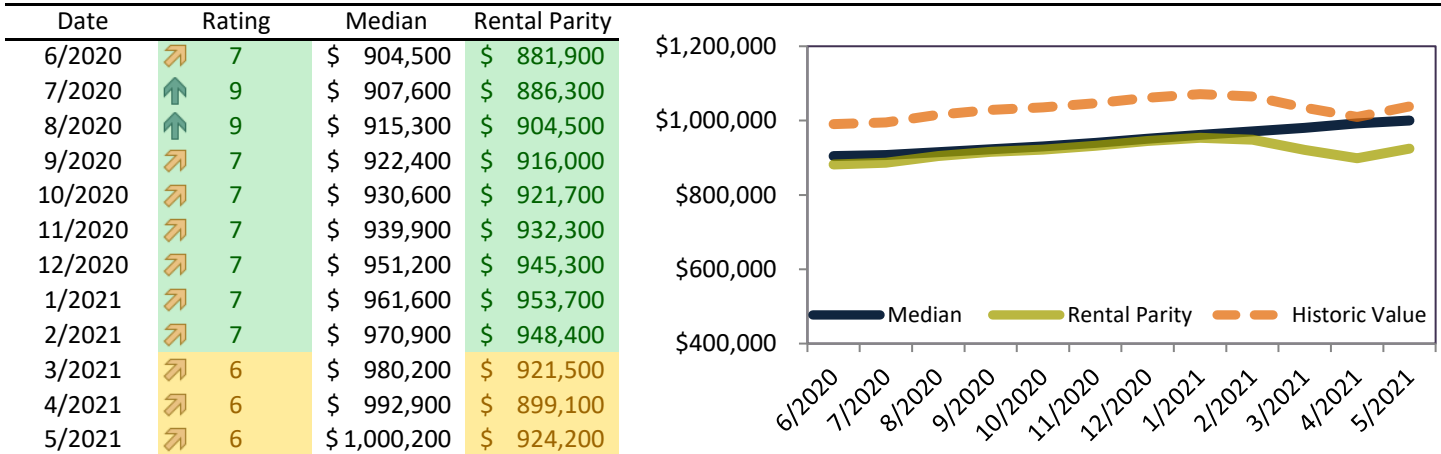 Date Rating Median Rental Parity
6/2020 7 $ 904,500 $ 881,900
7/2020 9 $ 907,600 $ 886,300
8/2020 9 $ 915,300 $ 904,500
9/2020 7 $ 922,400 $ 916,000
10/2020 7 $ 930,600 $ 921,700
11/2020 7 $ 939,900 $ 932,300
12/2020 7 $ 951,200 $ 945,300
1/2021 7 $ 961,600 $ 953,700
2/2021 7 $ 970,900 $ 948,400
3/2021 6 $ 980,200 $ 921,500
4/2021 6 $ 992,900 $ 899,100
5/2021 6 $ 1,000,200 $ 924,200
$1,200,000
$1,000,000
$800,000
$600,000
$400,000
Median Rental Parity Historic Value
6/2020 7/2020 8/2020 9/2020 10/2020 11/2020 12/2020 1/2021 2/2021 3/2021 4/2021 5/2021